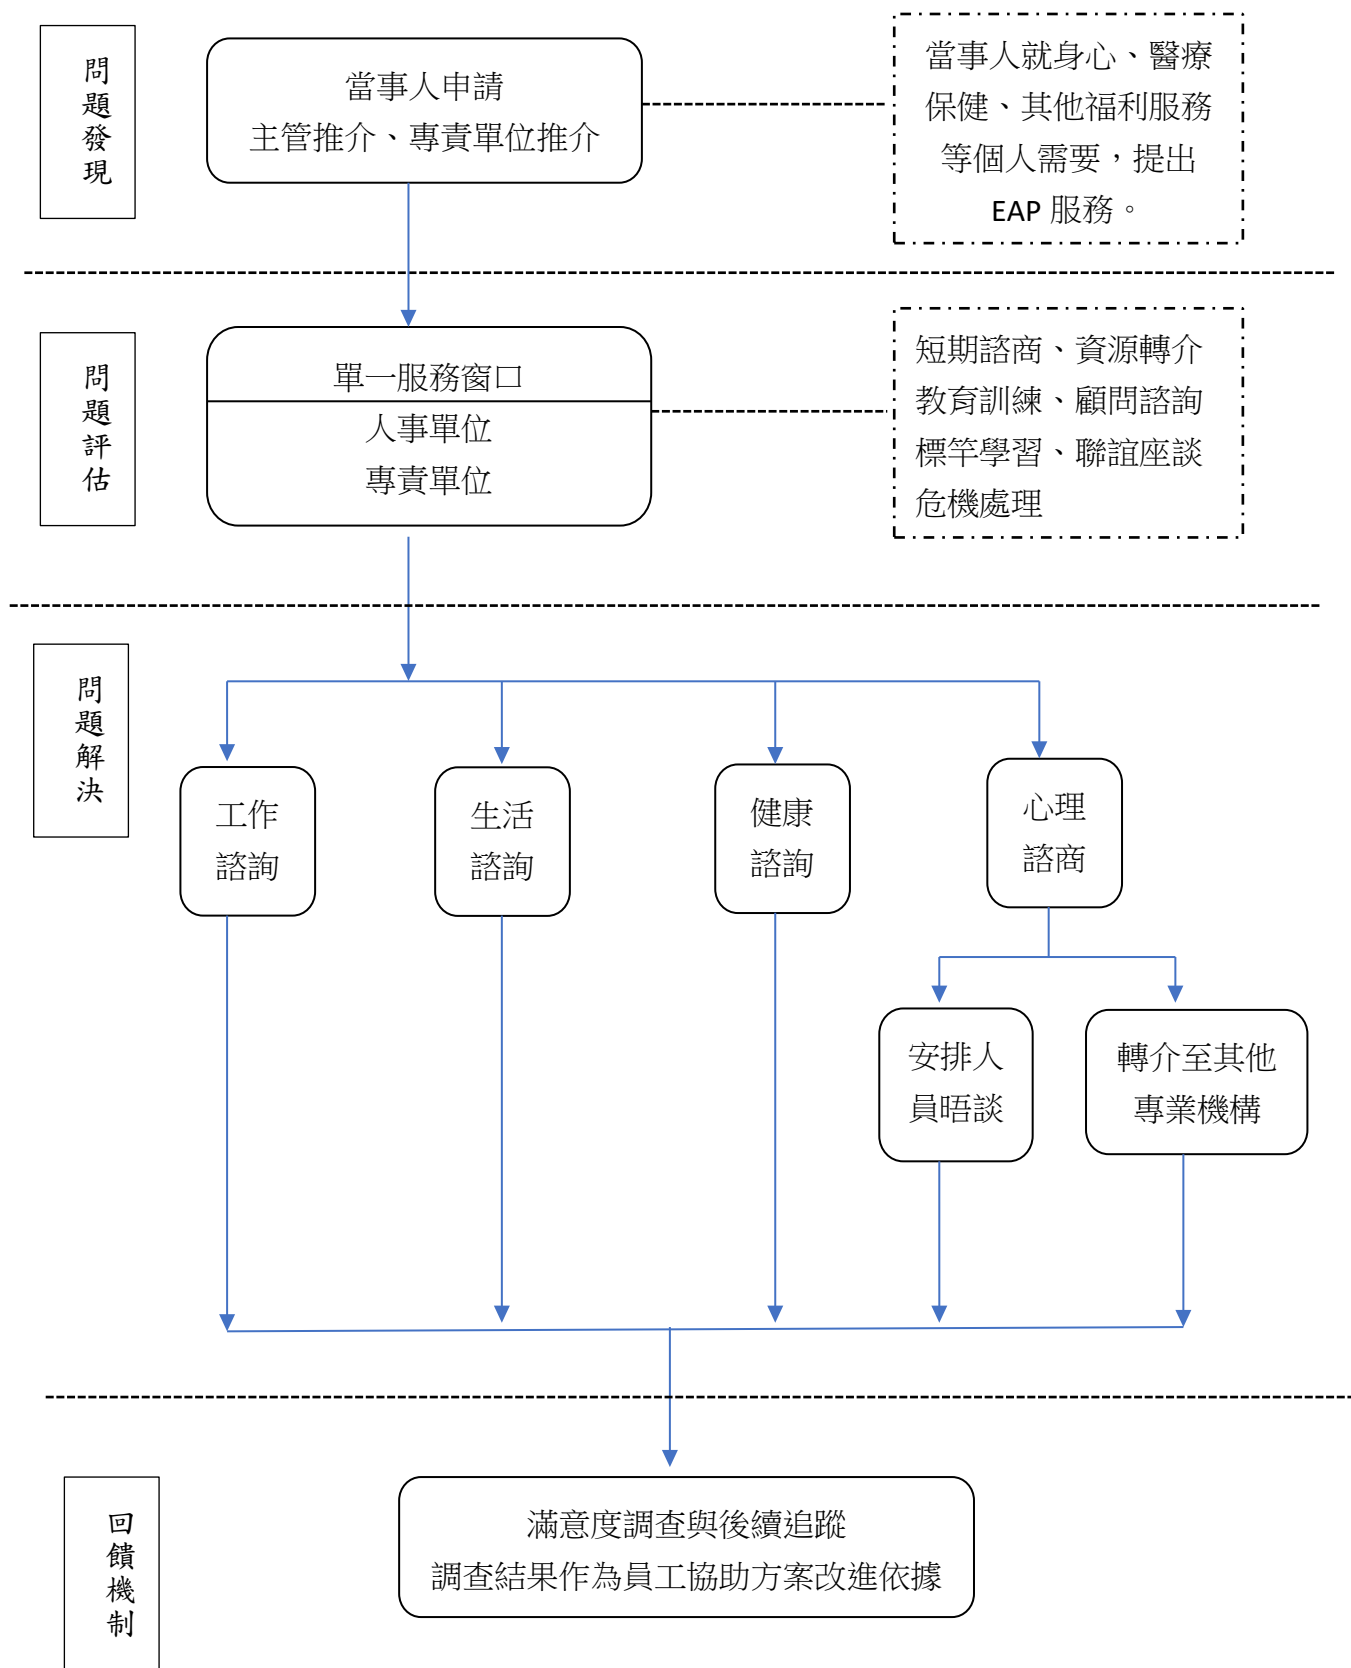 問題發現
當事人申請
主管推介、專責單位推介
當事人就身心、醫療
保健、其他福利服務
等個人需要，提出
EAP 服務。
問題評估
單一服務窗口
人事單位
專責單位
短期諮商、資源轉介
教育訓練、顧問諮詢
標竿學習、聯誼座談
危機處理
問題解決
工作
諮詢
生活
諮詢
健康
諮詢
心理
諮商
安排人
員晤談
轉介至其他
專業機構
回饋機制
滿意度調查與後續追蹤
調查結果作為員工協助方案改進依據